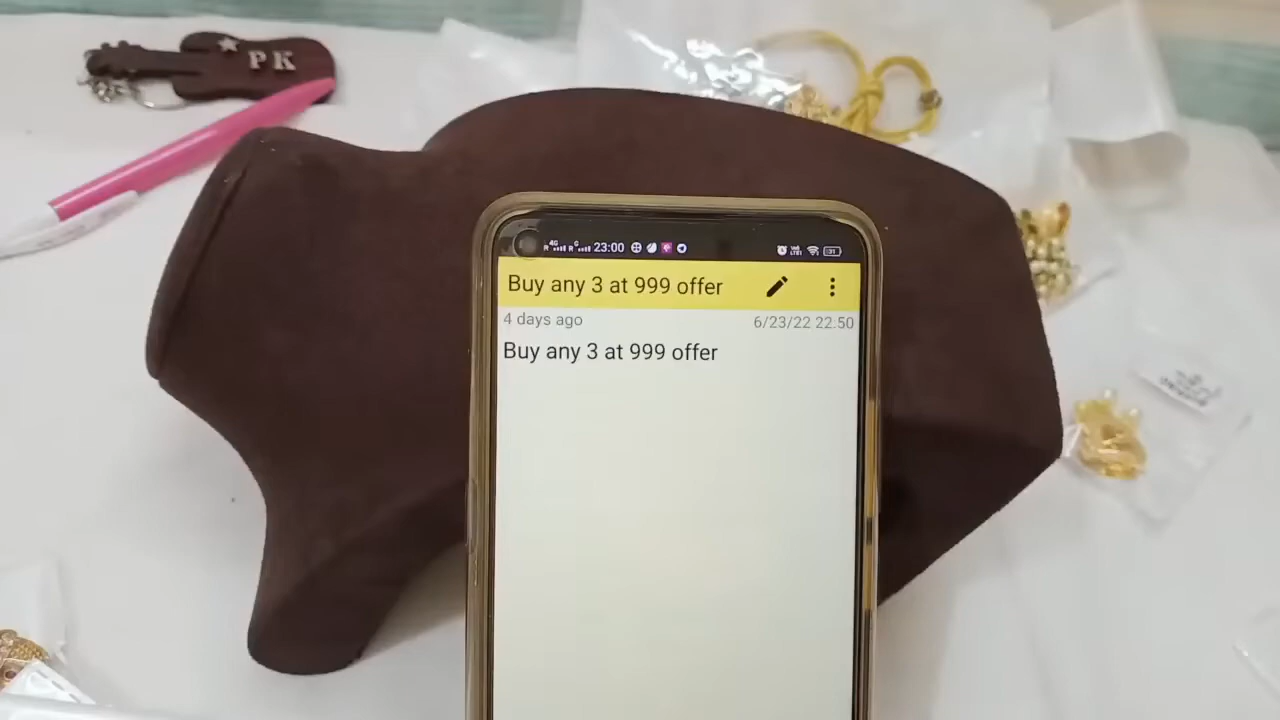 PK
23:00
Buy any 3 at 999 offer
4 days ago
6/23/22 22.50
Buy any 3 at 999 offer